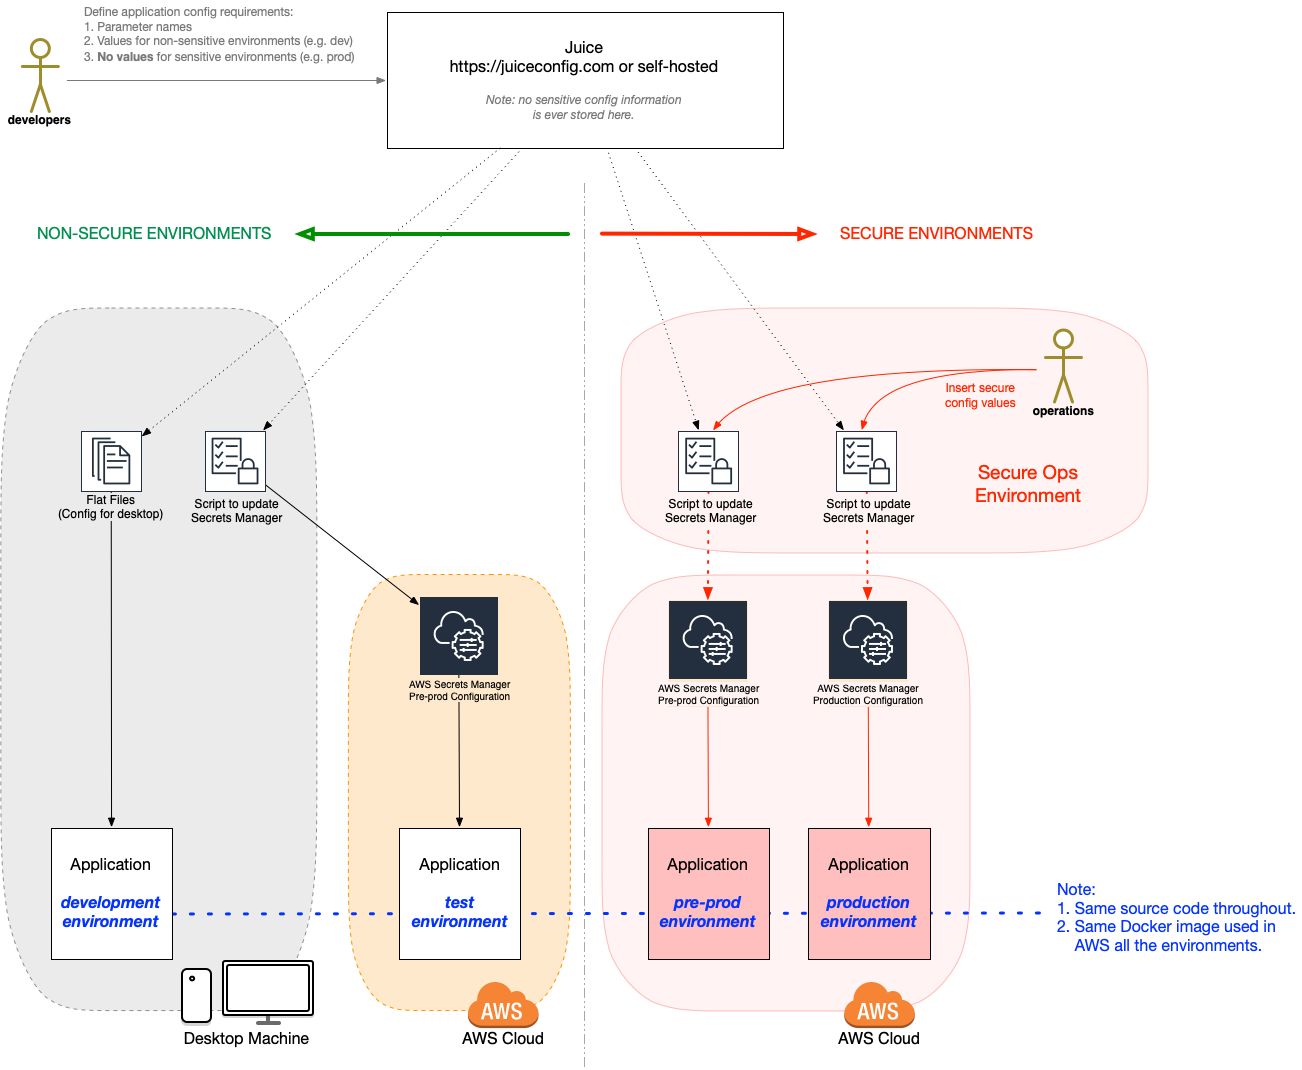 Define application config requirements:
1. Parameter names
2. Values for non-sensitive environments (e.g. dev)
3. No values for sensitive environments (e.g. prod)
developers
Juice
https://juiceconfig.com or self-hosted
Note: no sensitive config information
is ever stored here.
NON-SECURE ENVIRONMENTS
SECURE ENVIRONMENTS
Flat Files
(Config for desktop)
Script to update
Secrets Manager
Script to update
Secrets Manager
Script to update
Secrets Manager
Insert secure
config values
operations
Secure Ops
Environment
AWS Secrets Manager
Pre-prod Configuration
AWS Secrets Manager
Pre-prod Configuration
AWS Secrets Manager
Production Configuration
Application
development
environment
Application
test
environment
Application
pre-prod
environment
Application
production
environment
Note:
1. Same source code throughout.
2. Same Docker image used in
AWS all the environments.
Desktop Machine
AWS
AWS Cloud
AWS
AWS Cloud